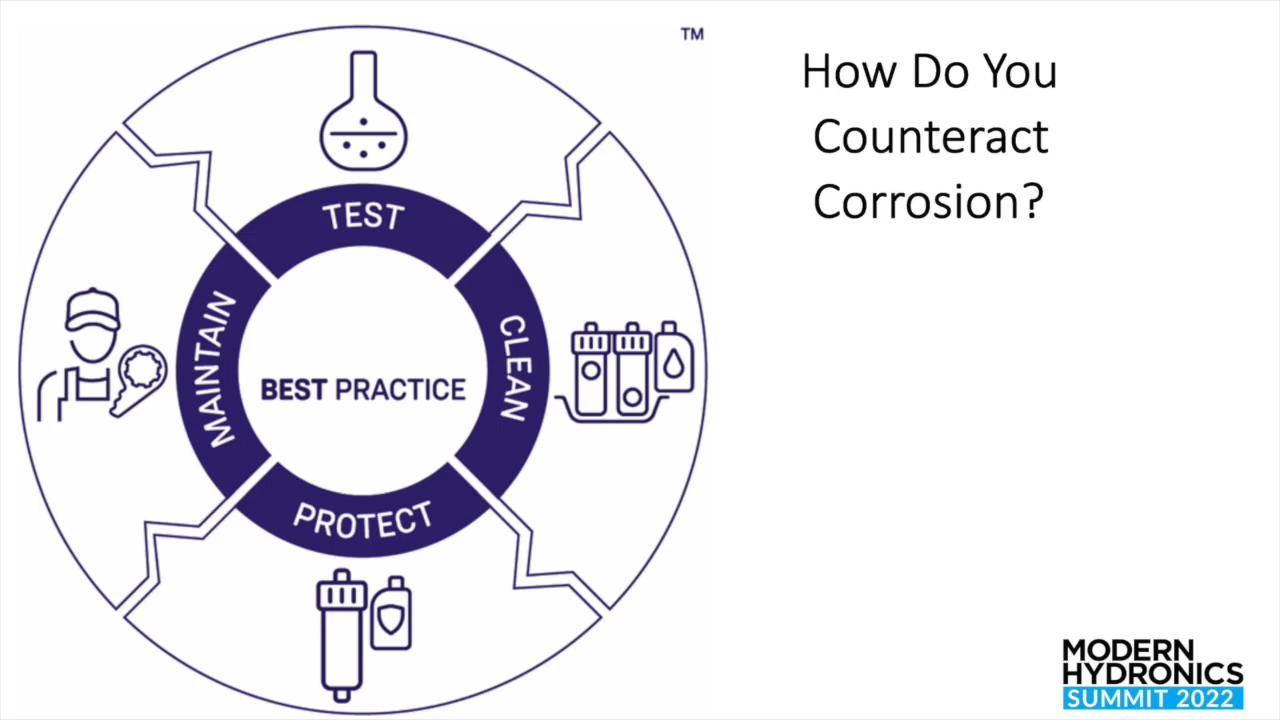 TM
How Do You
Counteract
Corrosion?
TEST
CLEAN
MAINTAIN
BEST PRACTICE
PROTECT
MODERN
HYDRONICS
SUMMIT 2022